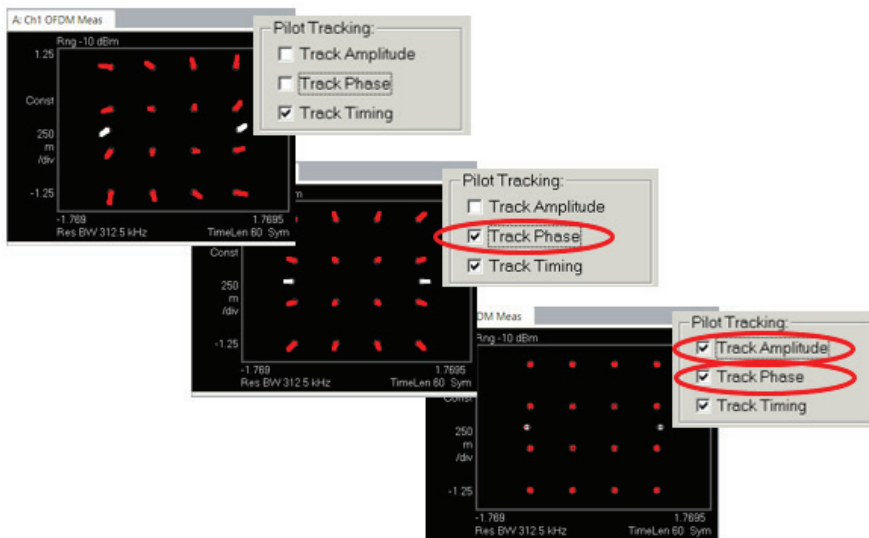 A: Ch1 OFDM Meas
Rng -10 dBm
1.25
Const
250
m
/div
-1.25
-1.769
1.7695
Res BW 312.5 kHz
TimeLen 60 Sym
Pilot Tracking:
Track Amplitude
Track Phase
Track Timing
Const
250
m
/div
-1.25
-1.769
1.7695
Res BW 312.5 kHz
TimeLen 60 Sym
Pilot Tracking:
Track Amplitude
Track Phase
Track Timing
DM Meas
Rng -10 dBm
Const
250
m
/div
-1.25
-1.769
1.7695
Res BW 312.5 kHz
TimeLen 60 Sym
Pilot Tracking:
Track Amplitude
Track Phase
Track Timing